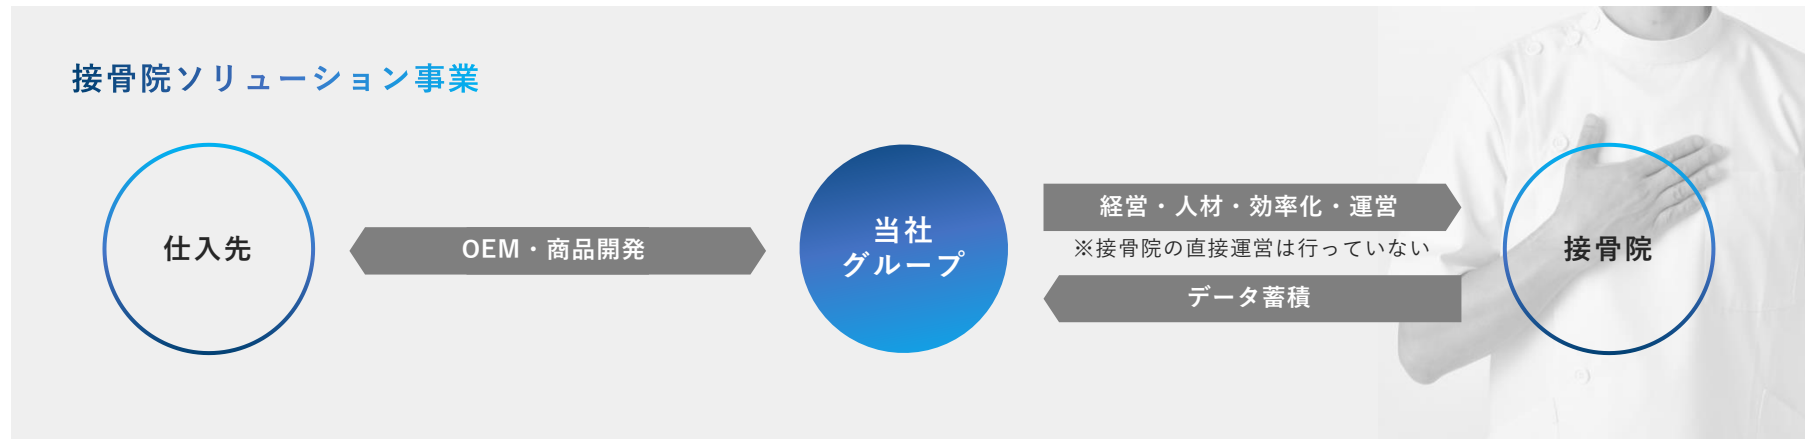 接骨院ソリューション事業
仕入先
OEM・商品開発
当社
グループ
経営・人材・効率化・運営
※接骨院の直接運営は行っていない
データ蓄積
接骨院